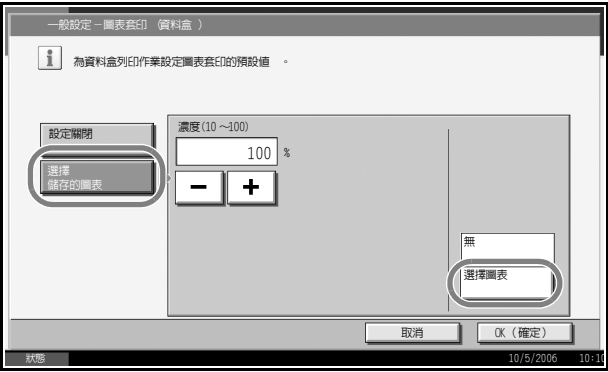 一般設定－圖表套印 （資料盒 ）
i
為資料盒列印作業設定圖表套印的預設值 。
設定關閉
選擇
儲存的圖表
濃度(10～100)
100 %
－ ＋
無
選擇圖表
取消
OK（確定）
狀態
10/5/2006 10:10